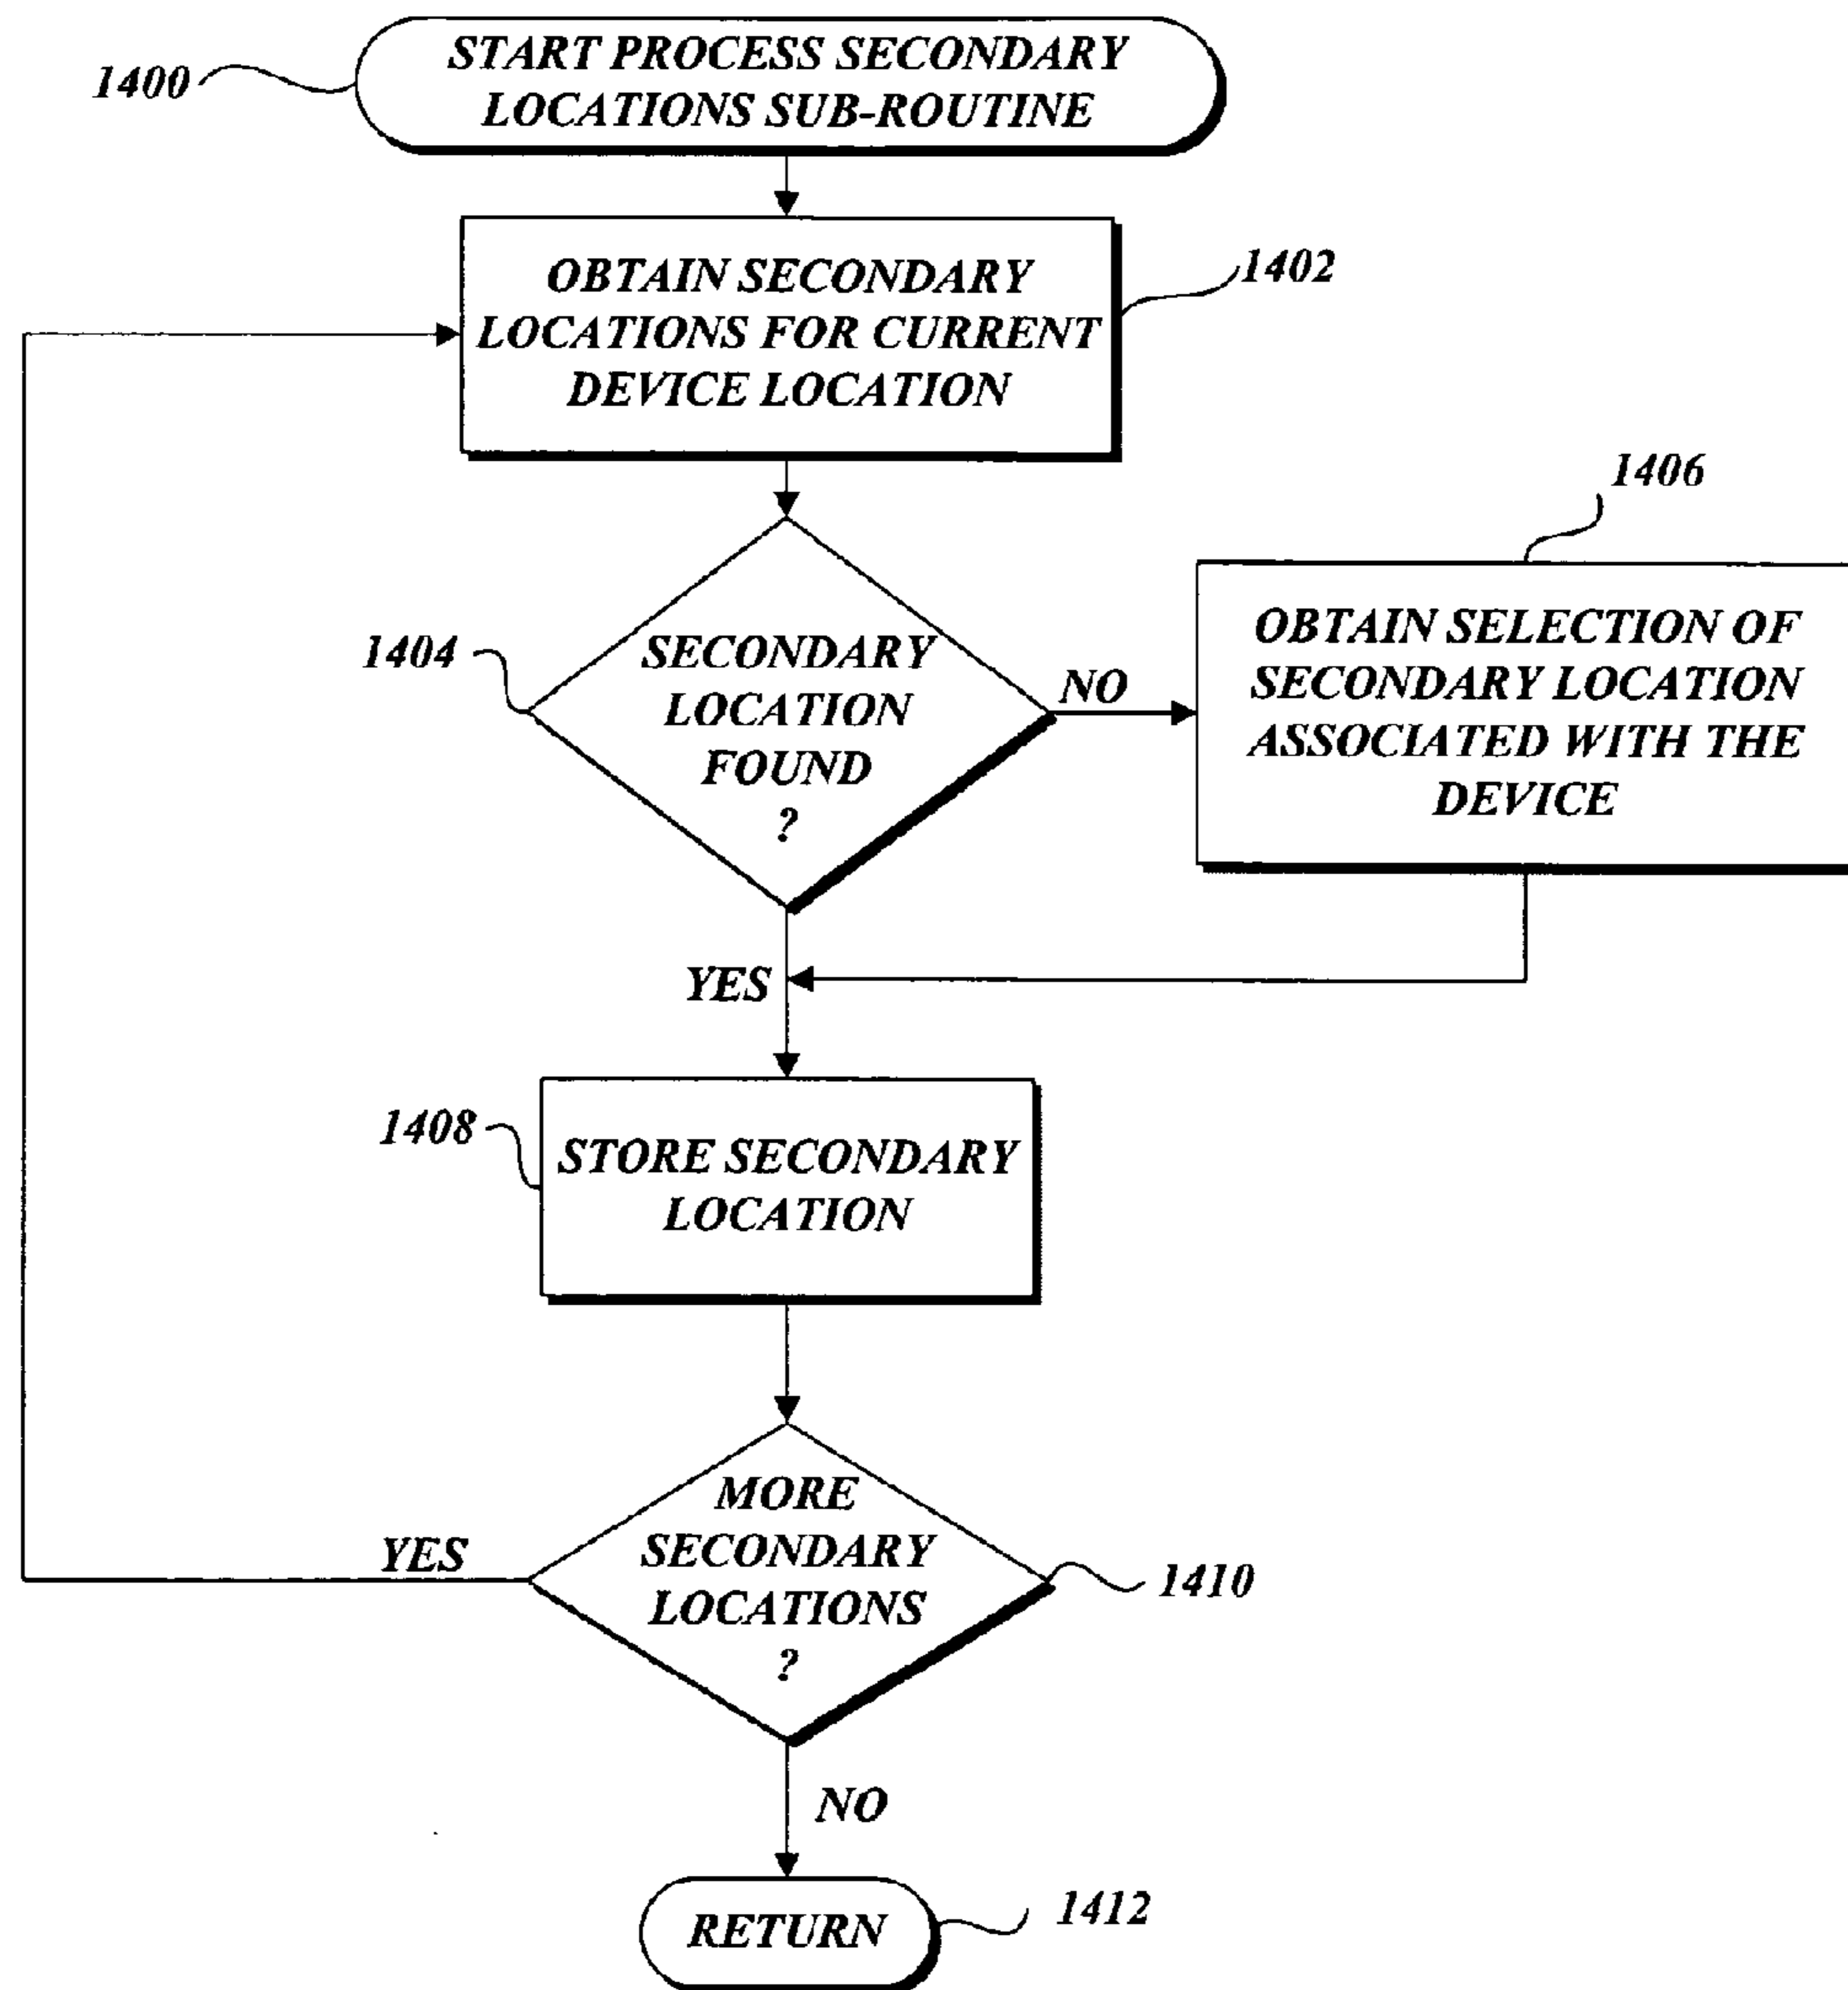 1400
START PROCESS SECONDARY
LOCATIONS SUB-ROUTINE
OBTAIN SECONDARY
LOCATIONS FOR CURRENT
DEVICE LOCATION
1402
1404
SECONDARY
LOCATION
FOUND
?
NO
1406
OBTAIN SELECTION OF
SECONDARY LOCATION
ASSOCIATED WITH THE
DEVICE
YES
1408
STORE SECONDARY
LOCATION
MORE
SECONDARY
LOCATIONS
?
YES
1410
NO
RETURN
1412